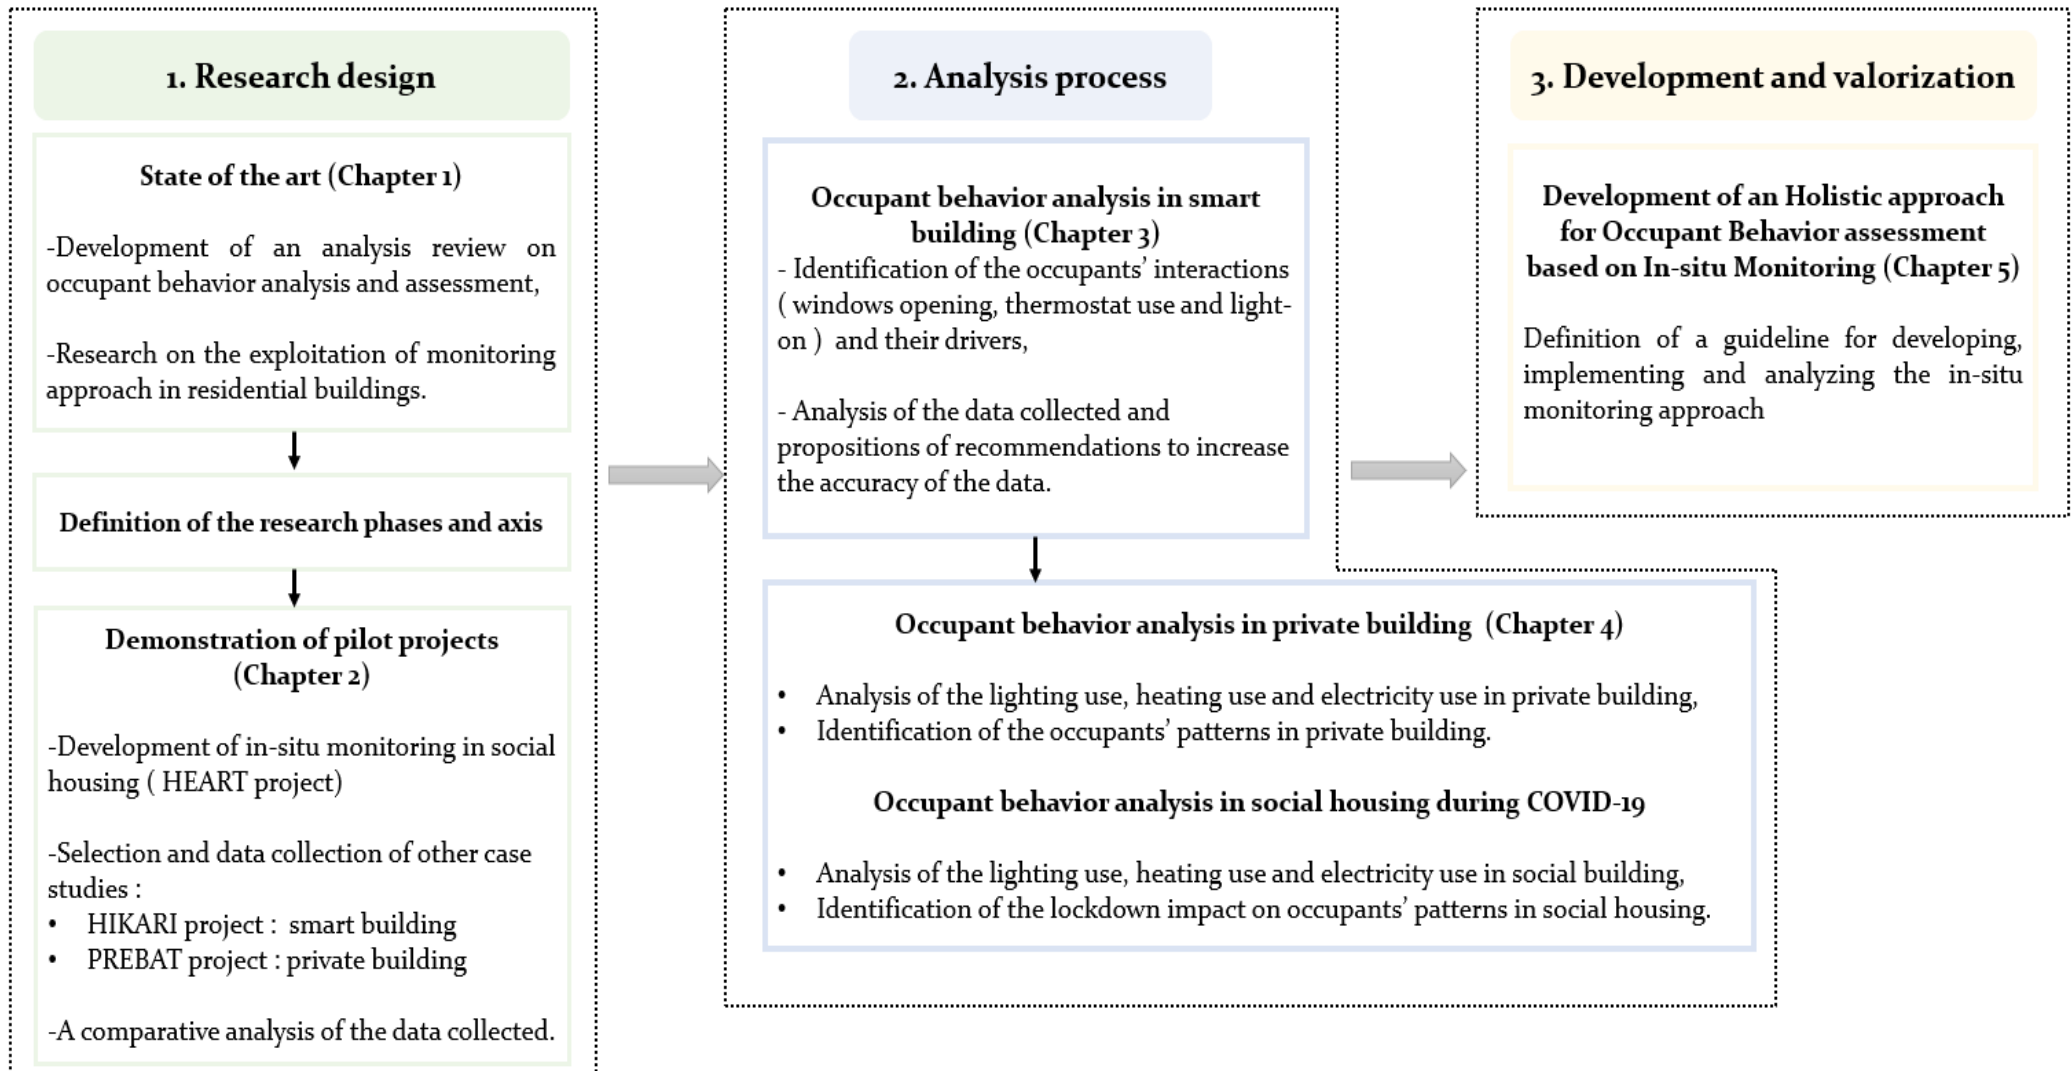 1. Research design
State of the art (Chapter 1)
-Development of an analysis review on
occupant behavior analysis and assessment,
-Research on the exploitation of monitoring
approach in residential buildings.
Definition of the research phases and axis
Demonstration of pilot projects
(Chapter 2)
-Development of in-situ monitoring in social
housing ( HEART project)
-Selection and data collection of other case
studies :
• HIKARI project : smart building
• PREBAT project : private building
-A comparative analysis of the data collected.
2. Analysis process
Occupant behavior analysis in smart
building (Chapter 3)
- Identification of the occupants’ interactions
( windows opening, thermostat use and light-
on ) and their drivers,
- Analysis of the data collected and
propositions of recommendations to increase
the accuracy of the data.
Occupant behavior analysis in private building (Chapter 4)
• Analysis of the lighting use, heating use and electricity use in private building,
• Identification of the occupants’ patterns in private building.
Occupant behavior analysis in social housing during COVID-19
• Analysis of the lighting use, heating use and electricity use in social building,
• Identification of the lockdown impact on occupants’ patterns in social housing.
3. Development and valorization
Development of an Holistic approach
for Occupant Behavior assessment
based on In-situ Monitoring (Chapter 5)
Definition of a guideline for developing,
implementing and analyzing the in-situ
monitoring approach